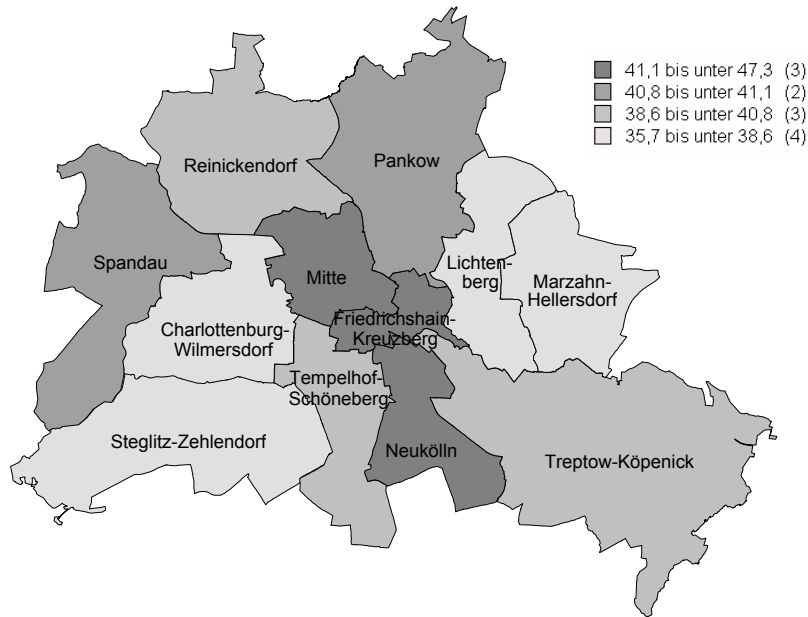 41,1 bis unter 47,3 (3)
40,8 bis unter 41,1 (2)
38,6 bis unter 40,8 (3)
35,7 bis unter 38,6 (4)
Reinickendorf
Pankow
Spandau
Mitte
Lichten-
berg
Marzahn-
Hellersdorf
Charlottenburg-
Wilmersdorf
Friedrichshain-
Kreuzberg
Tempelhof-
Schöneberg
Steglitz-Zehlendorf
Neukölln
Treptow-Köpenick